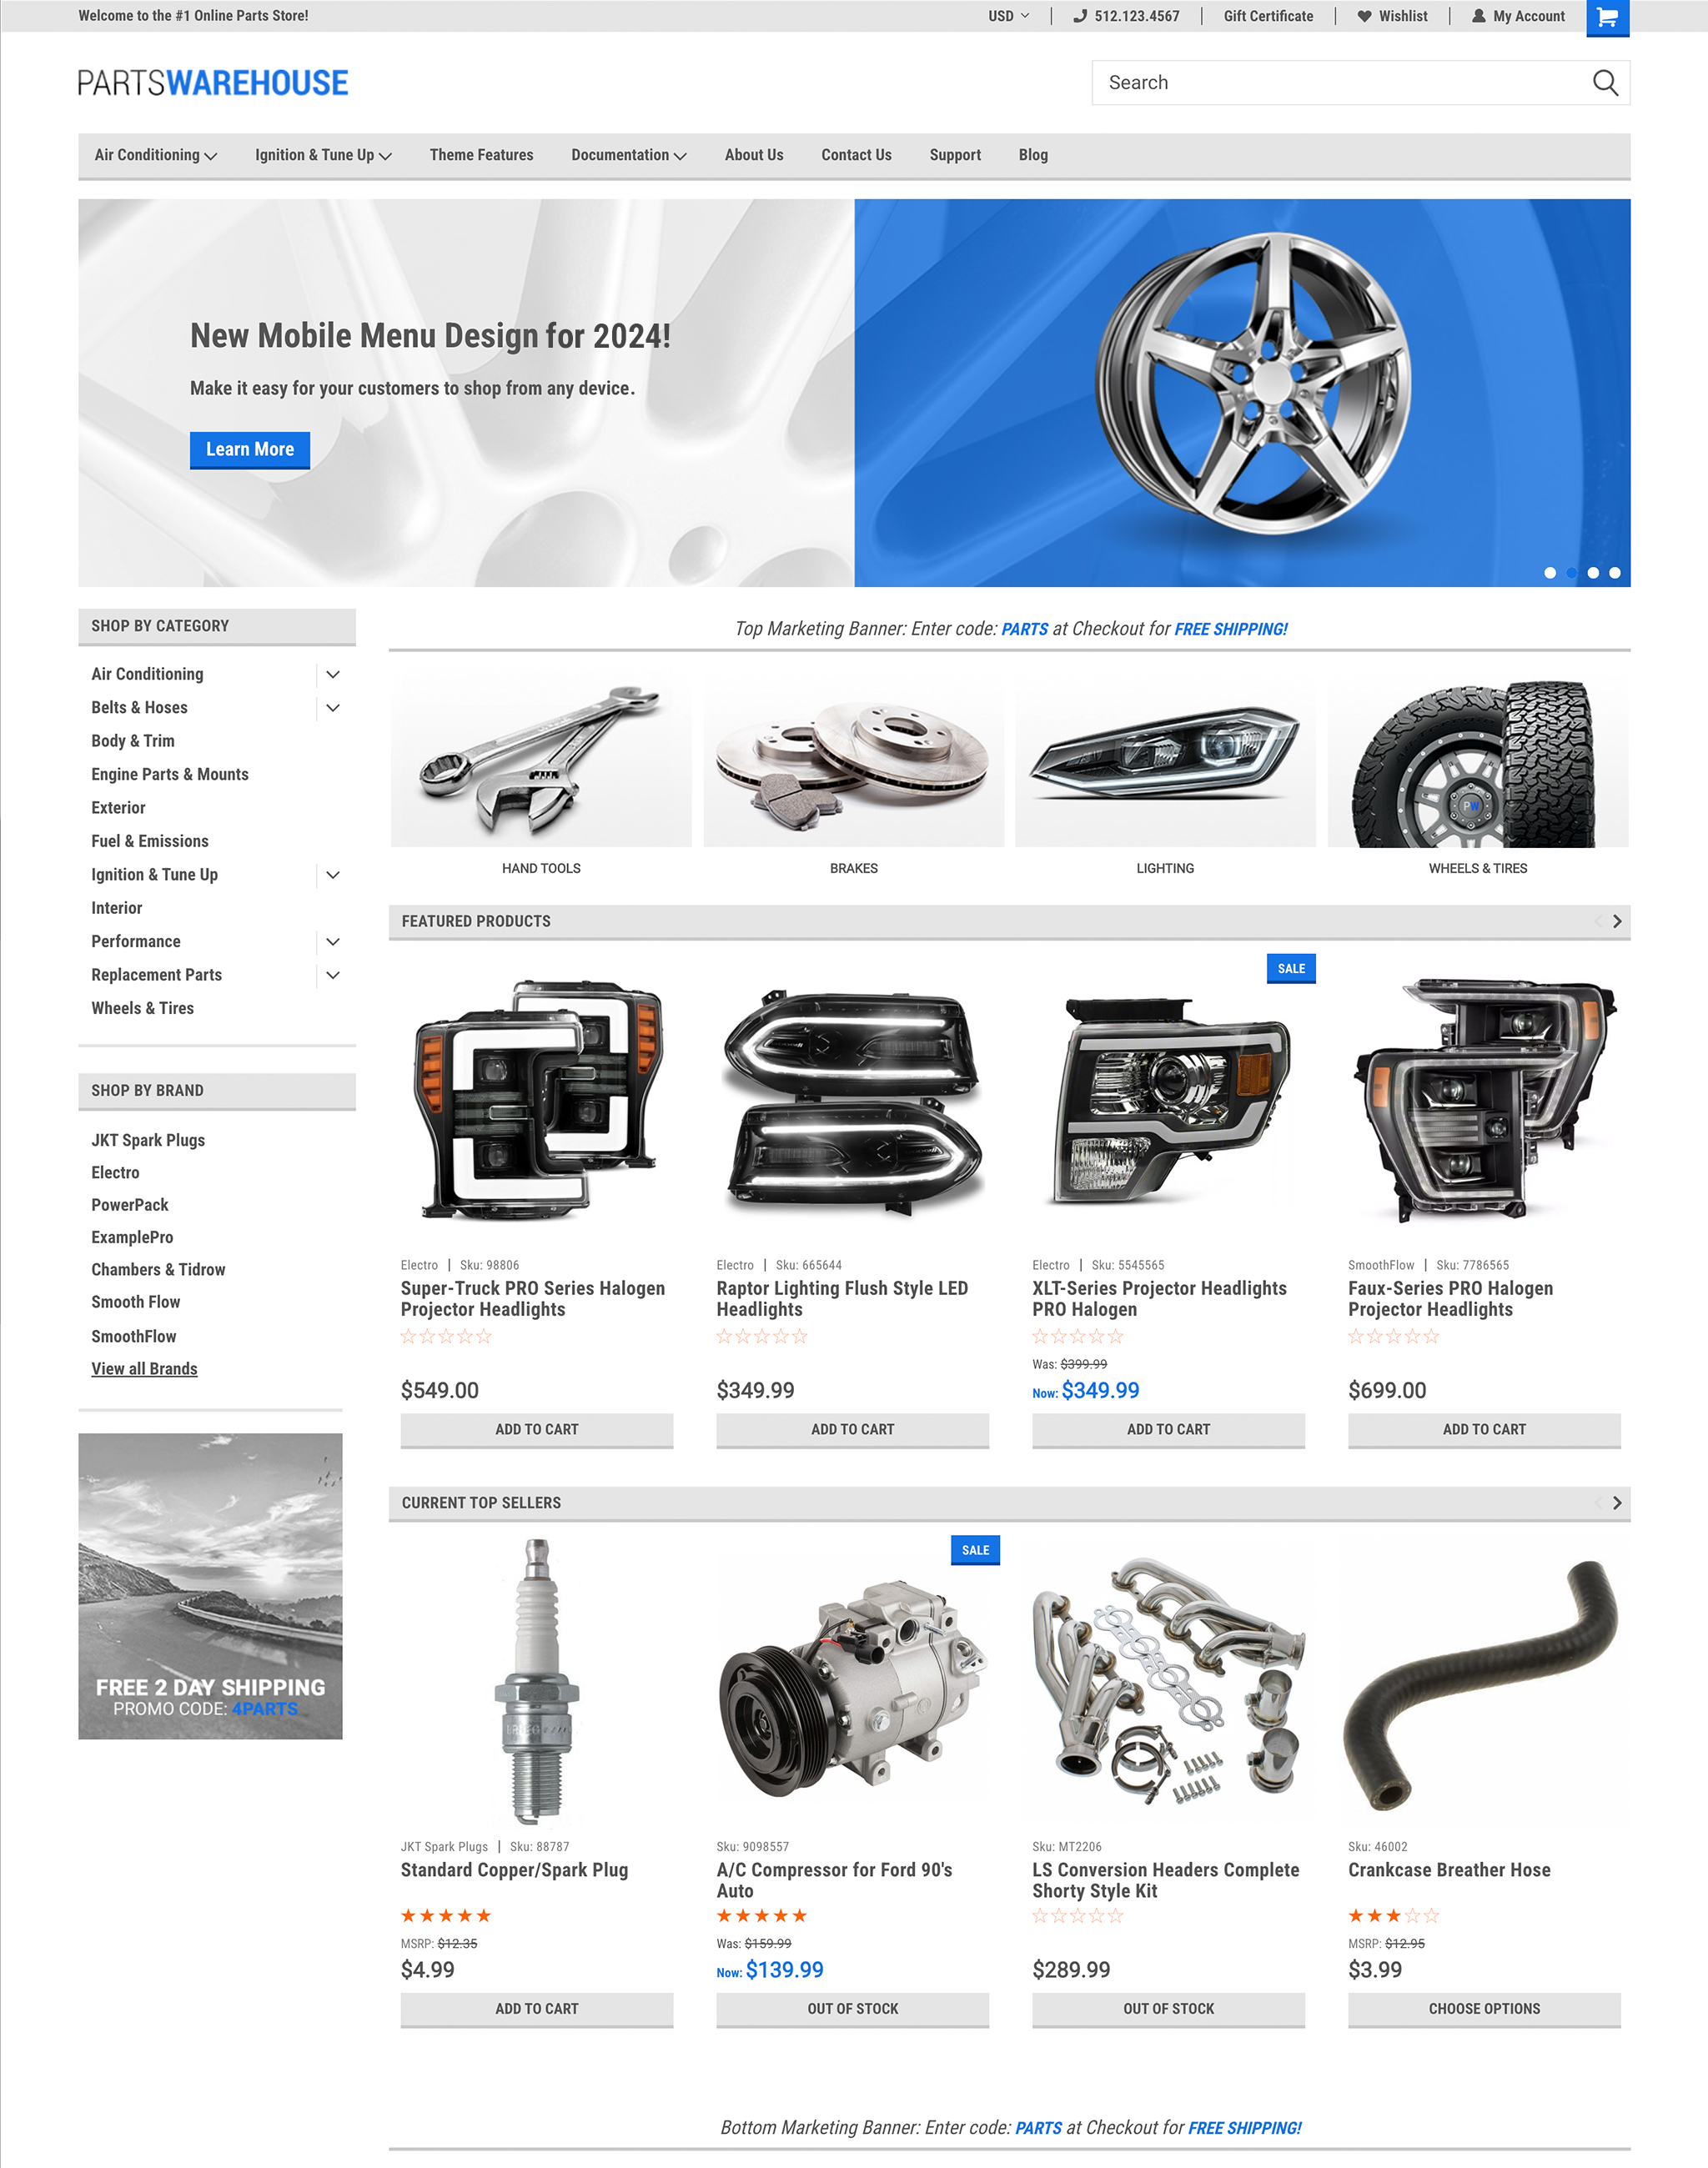 Welcome to the #1 Online Parts Store!
USD
512.123.4567
Gift Certificate
Wishlist
My Account
PARTSWAREHOUSE
Search
Air Conditioning
Ignition & Tune Up
Theme Features
Documentation
About Us
Contact Us
Support
Blog
New Mobile Menu Design for 2024!
Make it easy for your customers to shop from any device.
Learn More
SHOP BY CATEGORY
Air Conditioning
Belts & Hoses
Body & Trim
Engine Parts & Mounts
Exterior
Fuel & Emissions
Ignition & Tune Up
Interior
Performance
Replacement Parts
Wheels & Tires
SHOP BY BRAND
JKT Spark Plugs
Electro
PowerPack
ExamplePro
Chambers & Tidrow
Smooth Flow
SmoothFlow
View all Brands
FREE 2 DAY SHIPPING
PROMO CODE: 4PARTS
Top Marketing Banner: Enter code: PARTS at Checkout for FREE SHIPPING!
PW
HAND TOOLS
BRAKES
LIGHTING
WHEELS & TIRES
FEATURED PRODUCTS
Electro | Sku: 98806
Super-Truck PRO Series Halogen
Projector Headlights
$549.00
ADD TO CART
Electro | Sku: 665644
Raptor Lighting Flush Style LED
Headlights
$349.99
ADD TO CART
SALE
Electro | Sku: 5545565
XLT-Series Projector Headlights
PRO Halogen
Was: $399.99
Now: $349.99
ADD TO CART
SmoothFlow | Sku: 7786565
Faux-Series PRO Halogen
Projector Headlights
$699.00
ADD TO CART
CURRENT TOP SELLERS
JKT Spark Plugs | Sku: 88787
Standard Copper/Spark Plug
MSRP: $12.35
$4.99
ADD TO CART
SALE
Sku: 9098557
A/C Compressor for Ford 90's
Auto
Was: $159.99
Now: $139.99
OUT OF STOCK
Sku: MT2206
LS Conversion Headers Complete
Shorty Style Kit
$289.99
OUT OF STOCK
Sku: 46002
Crankcase Breather Hose
MSRP: $12.95
$3.99
CHOOSE OPTIONS
Bottom Marketing Banner: Enter code: PARTS at Checkout for FREE SHIPPING!